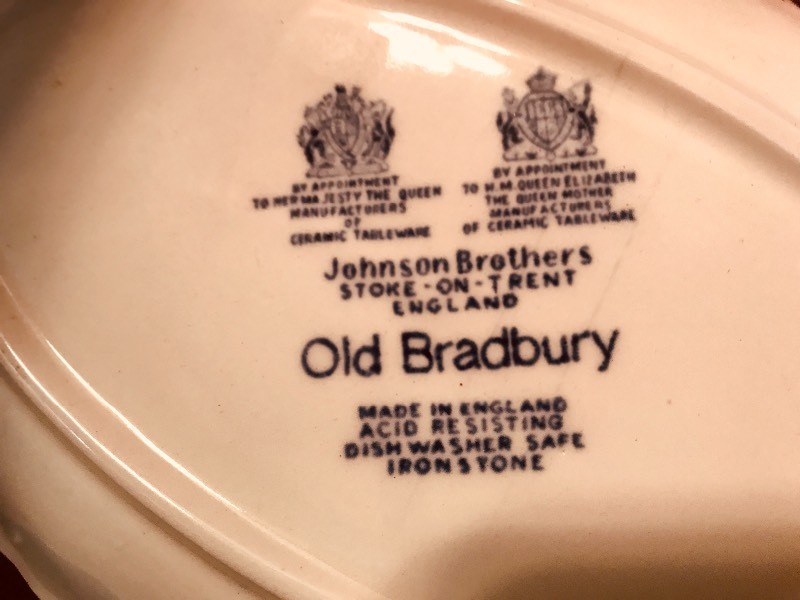 BY APPOINTMENT
TO HER MAJESTY THE QUEEN
MANUFACTURERS
OF
CERAMIC TABLEWARE
BY APPOINTMENT
TO H.M. QUEEN ELIZABETH
THE QUEEN MOTHER
MANUFACTURERS
OF CERAMIC TABLEWARE
Johnson Brothers
STOKE-ON-TRENT
ENGLAND
Old Bradbury
MADE IN ENGLAND
ACID RESISTING
DISH WASHER SAFE
IRONSTONE